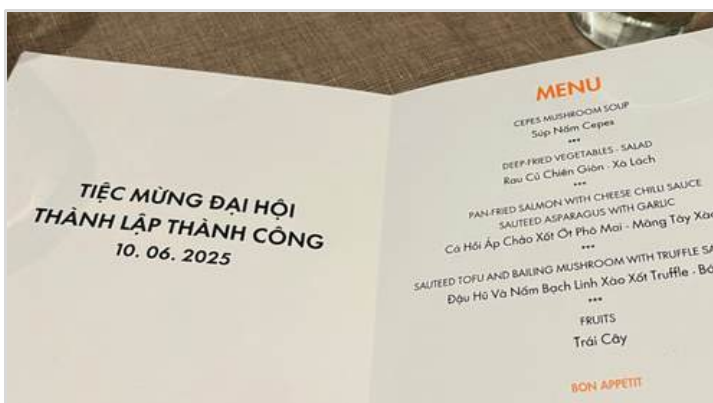 TIỆC MỪNG ĐẠI HỘI
THÀNH LẬP THÀNH CÔNG
10. 06. 2025
MENU
CEPES MUSHROOM SOUP
Súp Nấm Cepes
***
DEEP-FRIED VEGETABLES - SALAD
Rau Củ Chiên Giòn - Xà Lách
***
PAN-FRIED SALMON WITH CHEESE CHILLI SAUCE
SAUTEED ASPARAGUS WITH GARLIC
Cá Hồi Áp Chảo Xốt Ớt Phô Mai - Măng Tây Xào
***
SAUTEED TOFU AND BAILING MUSHROOM WITH TRUFFLE
Đậu Hũ Và Nấm Bạch Linh Xào Xốt Truffle -
***
FRUITS
Trái Cây
BON APPETIT